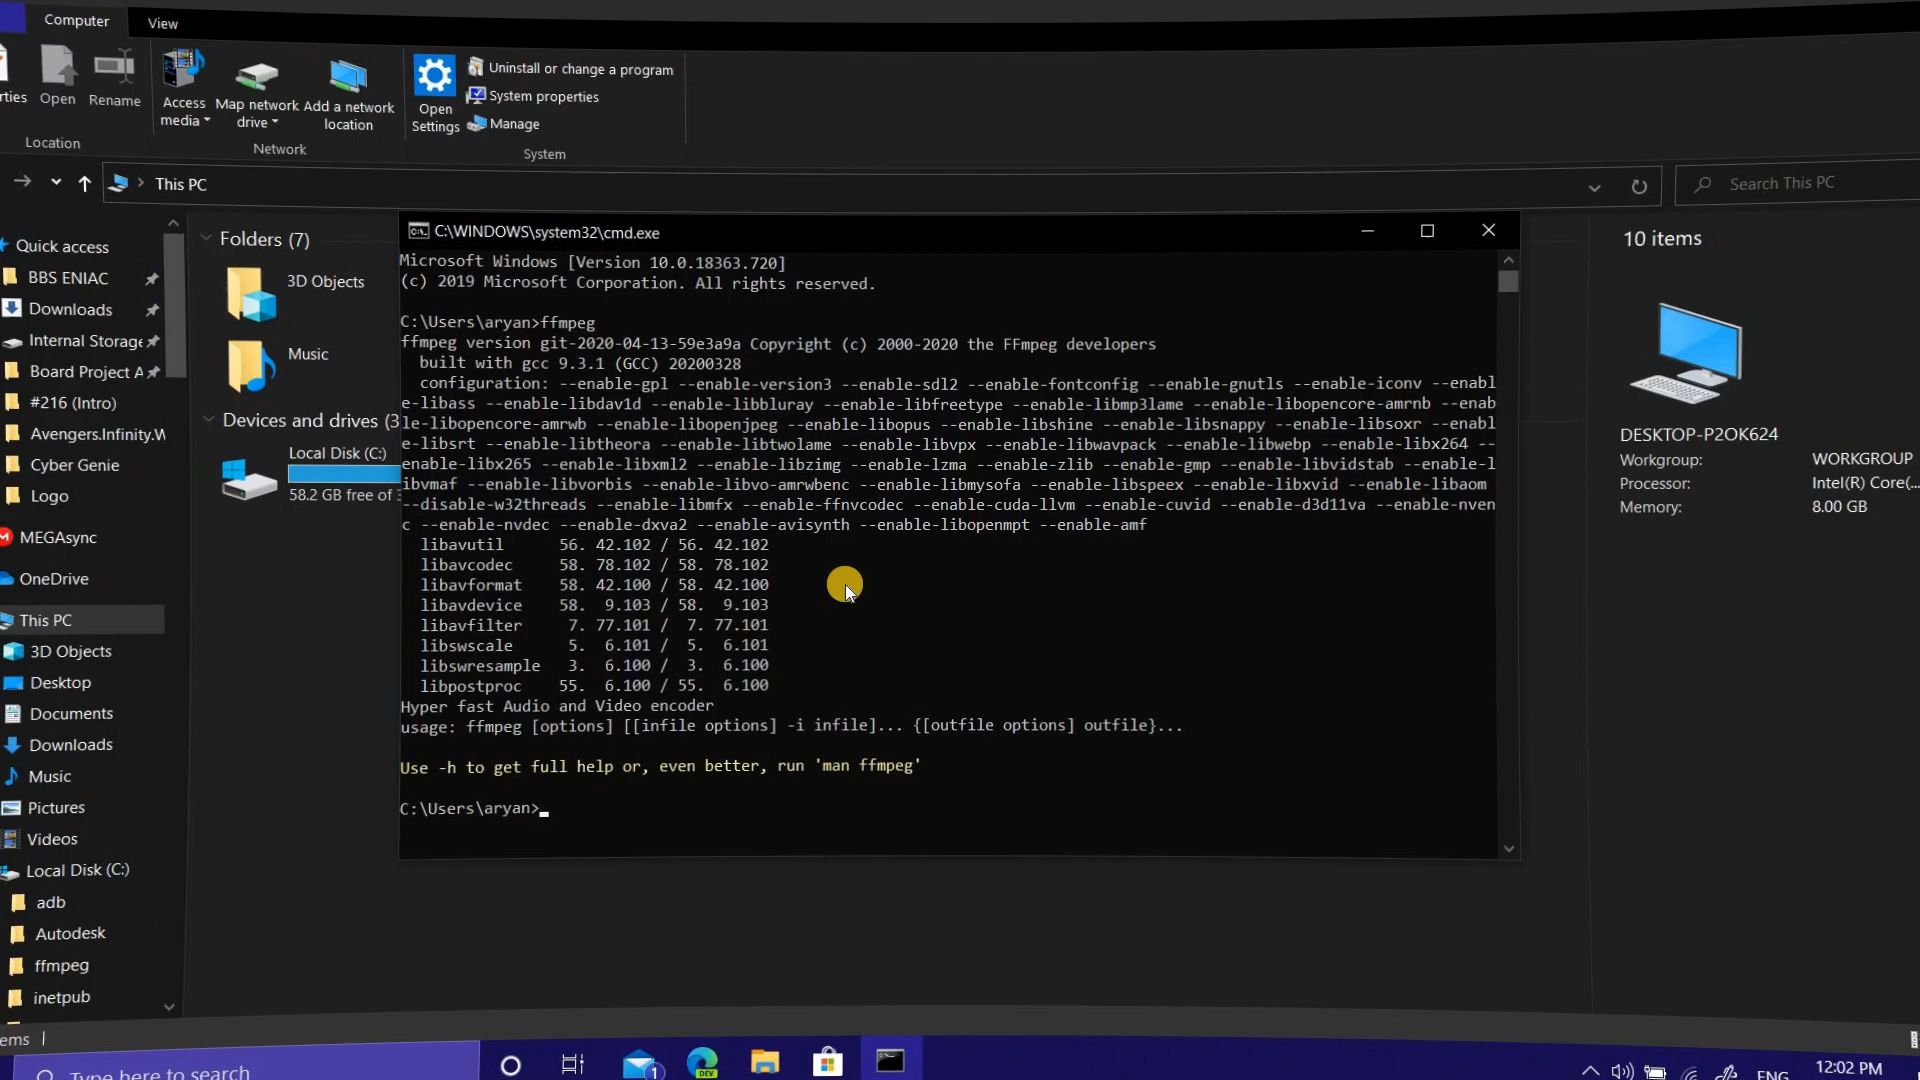 Computer
View
rties
Open
Rename
Access media
Map network drive
Add a network location
Open Settings
Uninstall or change a program
System properties
Manage
Location
Network
System
This PC
Search This PC
Quick access
BBS ENIAC
Downloads
Internal Storage
Board Project A
#216 (Intro)
Avengers.Infinity.W
Cyber Genie
Logo
MEGAsync
OneDrive
This PC
3D Objects
Desktop
Documents
Downloads
Music
Pictures
Videos
Local Disk (C:)
adb
Autodesk
ffmpeg
inetpub
ems
Folders (7)
3D Objects
Music
Devices and drives (3
Local Disk (C:)
58.2 GB free of
C:\WINDOWS\system32\cmd.exe
Microsoft Windows [Version 10.0.18363.720]
(c) 2019 Microsoft Corporation. All rights reserved.
C:\Users\aryan>ffmpeg
ffmpeg version git-2020-04-13-59e3a9a Copyright (c) 2000-2020 the FFmpeg developers
built with gcc 9.3.1 (GCC) 20200328
configuration: --enable-gpl --enable-version3 --enable-sdl2 --enable-fontconfig --enable-gnutls --enable-iconv --enabl
e-libass --enable-libdav1d --enable-libbluray --enable-libfreetype --enable-libmp3lame --enable-libopencore-amrnb --enab
le-libopencore-amrwb --enable-libopenjpeg --enable-libopus --enable-libshine --enable-libsnappy --enable-libsoxr --enabl
e-libsrt --enable-libtheora --enable-libtwolame --enable-libvpx --enable-libwavpack --enable-libwebp --enable-libx264 --
enable-libx265 --enable-libxml2 --enable-libzimg --enable-lzma --enable-zlib --enable-gmp --enable-libvidstab --enable-l
ibvmaf --enable-libvorbis --enable-libvo-amrwbenc --enable-libmysofa --enable-libspeex --enable-libxvid --enable-libaom
--disable-w32threads --enable-libmfx --enable-ffnvcodec --enable-cuda-llvm --enable-cuvid --enable-d3d11va --enable-nven
c --enable-nvdec --enable-dxva2 --enable-avisynth --enable-libopenmpt --enable-amf
libavutil 56. 42.102 / 56. 42.102
libavcodec 58. 78.102 / 58. 78.102
libavformat 58. 42.100 / 58. 42.100
libavdevice 58. 9.103 / 58. 9.103
libavfilter 7. 77.101 / 7. 77.101
libswscale 5. 6.101 / 5. 6.101
libswresample 3. 6.100 / 3. 6.100
libpostproc 55. 6.100 / 55. 6.100
Hyper fast Audio and Video encoder
usage: ffmpeg [options] [[infile options] -i infile]... {[outfile options] outfile}...
Use -h to get full help or, even better, run 'man ffmpeg'
C:\Users\aryan>
10 items
DESKTOP-P2OK624
Workgroup: WORKGROUP
Processor: Intel(R) Core(...
Memory: 8.00 GB
Type here to search
1
DEV
ENG
12:02 PM